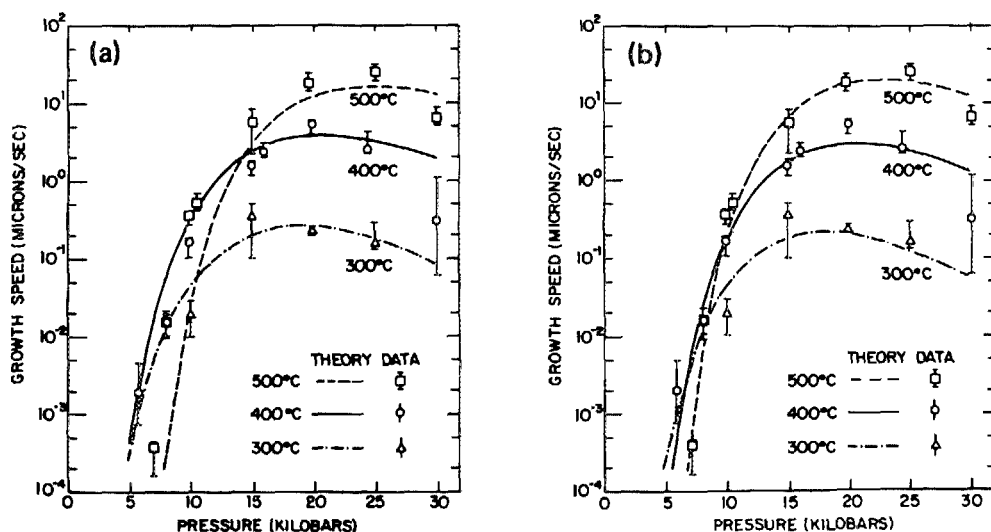 (a)
GROWTH SPEED (MICRONS/SEC)
10²
10¹
10⁰
10⁻¹
10⁻²
10⁻³
10⁻⁴
500°C
400°C
300°C
THEORY DATA
500°C
400°C
300°C
0 5 10 15 20 25 30
PRESSURE (KILOBARS)
(b)
GROWTH SPEED (MICRONS/SEC)
10²
10¹
10⁰
10⁻¹
10⁻²
10⁻³
10⁻⁴
500°C
400°C
300°C
THEORY DATA
500°C
400°C
300°C
0 5 10 15 20 25 30
PRESSURE (KILOBARS)